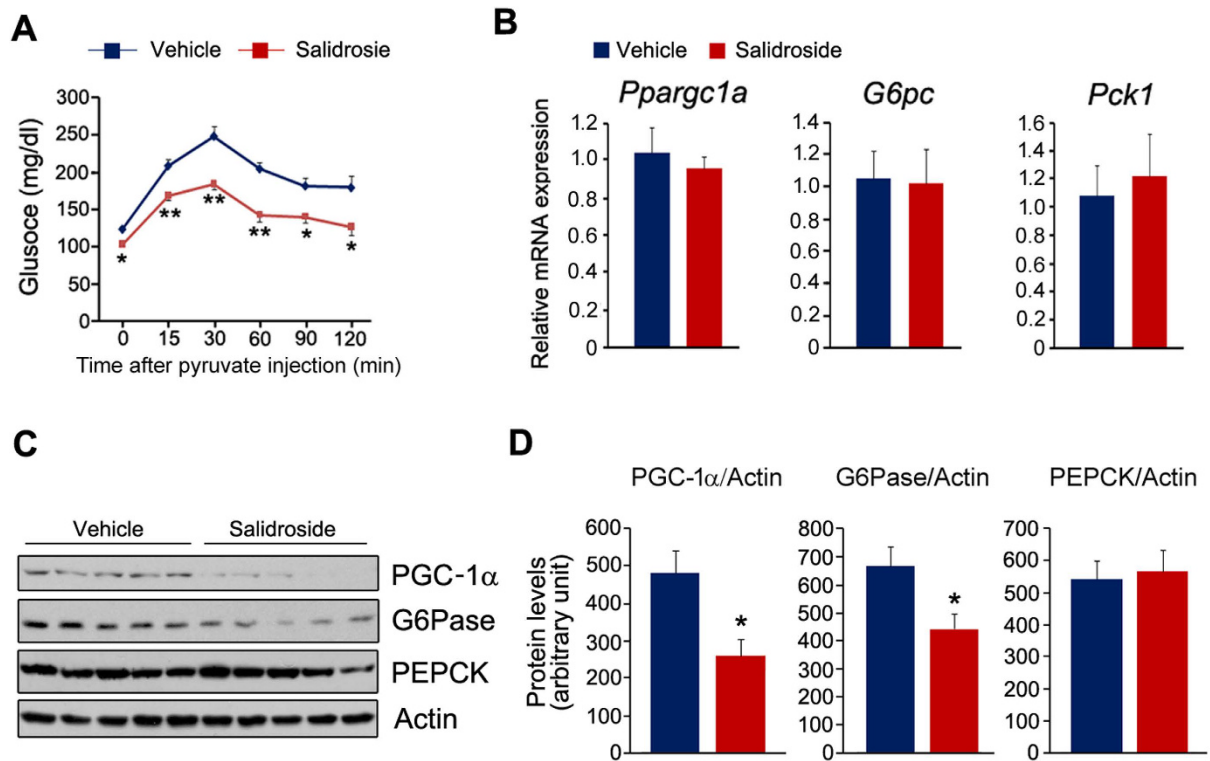 A
Vehicle
Salidrosie
Glusoce (mg/dl)
300
250
200
150
100
50
0
**
**
**
*
*
*
0 15 30 60 90 120
Time after pyruvate injection (min)
B
Vehicle
Salidroside
Relative mRNA expression
Ppargc1a
1.2
1.0
0.8
0.6
0.4
0.2
0
G6pc
1.4
1.2
1.0
0.8
0.6
0.4
0.2
0
Pck1
1.6
1.4
1.2
1.0
0.8
0.6
0.4
0.2
0
C
Vehicle Salidroside
PGC-1α
G6Pase
PEPCK
Actin
D
Protein levels
(arbitrary unit)
PGC-1α/Actin
600
500
400
300
200
100
0
*
G6Pase/Actin
800
700
600
500
400
300
200
100
0
*
PEPCK/Actin
700
600
500
400
300
200
100
0